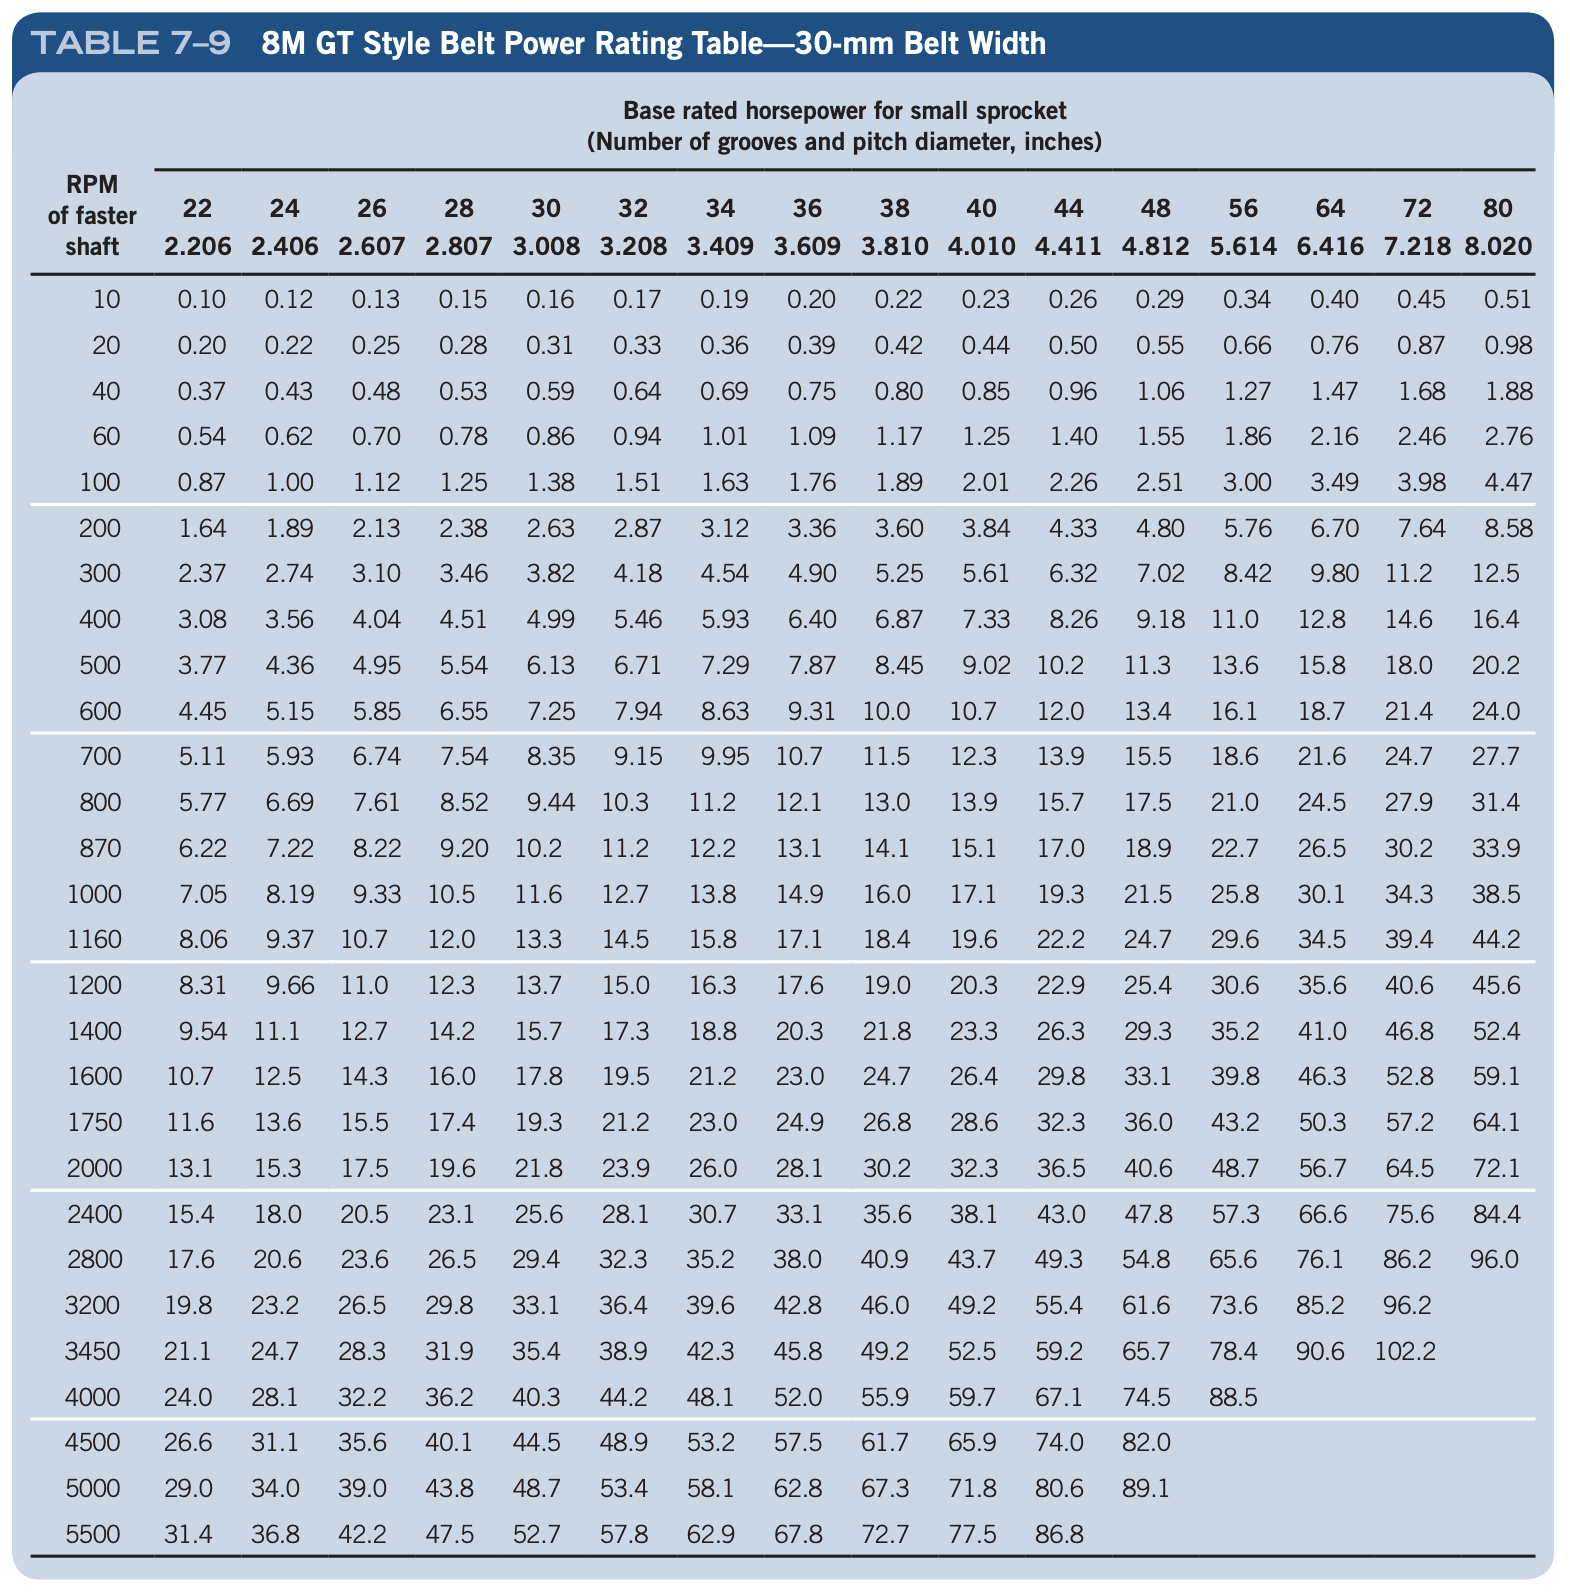 TABLE 7–9 8M GT Style Belt Power Rating Table—30-mm Belt Width
Base rated horsepower for small sprocket
(Number of grooves and pitch diameter, inches)
RPM
of faster 22 24 26 28 30 32 34 36 38 40 44 48 56 64 72 80
shaft 2.206 2.406 2.607 2.807 3.008 3.208 3.409 3.609 3.810 4.010 4.411 4.812 5.614 6.416 7.218 8.020
10 0.10 0.12 0.13 0.15 0.16 0.17 0.19 0.20 0.22 0.23 0.26 0.29 0.34 0.40 0.45 0.51
20 0.20 0.22 0.25 0.28 0.31 0.33 0.36 0.39 0.42 0.44 0.50 0.55 0.66 0.76 0.87 0.98
40 0.37 0.43 0.48 0.53 0.59 0.64 0.69 0.75 0.80 0.85 0.96 1.06 1.27 1.47 1.68 1.88
60 0.54 0.62 0.70 0.78 0.86 0.94 1.01 1.09 1.17 1.25 1.40 1.55 1.86 2.16 2.46 2.76
100 0.87 1.00 1.12 1.25 1.38 1.51 1.63 1.76 1.89 2.01 2.26 2.51 3.00 3.49 3.98 4.47
200 1.64 1.89 2.13 2.38 2.63 2.87 3.12 3.36 3.60 3.84 4.33 4.80 5.76 6.70 7.64 8.58
300 2.37 2.74 3.10 3.46 3.82 4.18 4.54 4.90 5.25 5.61 6.32 7.02 8.42 9.80 11.2 12.5
400 3.08 3.56 4.04 4.51 4.99 5.46 5.93 6.40 6.87 7.33 8.26 9.18 11.0 12.8 14.6 16.4
500 3.77 4.36 4.95 5.54 6.13 6.71 7.29 7.87 8.45 9.02 10.2 11.3 13.6 15.8 18.0 20.2
600 4.45 5.15 5.85 6.55 7.25 7.94 8.63 9.31 10.0 10.7 12.0 13.4 16.1 18.7 21.4 24.0
700 5.11 5.93 6.74 7.54 8.35 9.15 9.95 10.7 11.5 12.3 13.9 15.5 18.6 21.6 24.7 27.7
800 5.77 6.69 7.61 8.52 9.44 10.3 11.2 12.1 13.0 13.9 15.7 17.5 21.0 24.5 27.9 31.4
870 6.22 7.22 8.22 9.20 10.2 11.2 12.2 13.1 14.1 15.1 17.0 18.9 22.7 26.5 30.2 33.9
1000 7.05 8.19 9.33 10.5 11.6 12.7 13.8 14.9 16.0 17.1 19.3 21.5 25.8 30.1 34.3 38.5
1160 8.06 9.37 10.7 12.0 13.3 14.5 15.8 17.1 18.4 19.6 22.2 24.7 29.6 34.5 39.4 44.2
1200 8.31 9.66 11.0 12.3 13.7 15.0 16.3 17.6 19.0 20.3 22.9 25.4 30.6 35.6 40.6 45.6
1400 9.54 11.1 12.7 14.2 15.7 17.3 18.8 20.3 21.8 23.3 26.3 29.3 35.2 41.0 46.8 52.4
1600 10.7 12.5 14.3 16.0 17.8 19.5 21.2 23.0 24.7 26.4 29.8 33.1 39.8 46.3 52.8 59.1
1750 11.6 13.6 15.5 17.4 19.3 21.2 23.0 24.9 26.8 28.6 32.3 36.0 43.2 50.3 57.2 64.1
2000 13.1 15.3 17.5 19.6 21.8 23.9 26.0 28.1 30.2 32.3 36.5 40.6 48.7 56.7 64.5 72.1
2400 15.4 18.0 20.5 23.1 25.6 28.1 30.7 33.1 35.6 38.1 43.0 47.8 57.3 66.6 75.6 84.4
2800 17.6 20.6 23.6 26.5 29.4 32.3 35.2 38.0 40.9 43.7 49.3 54.8 65.6 76.1 86.2 96.0
3200 19.8 23.2 26.5 29.8 33.1 36.4 39.6 42.8 46.0 49.2 55.4 61.6 73.6 85.2 96.2
3450 21.1 24.7 28.3 31.9 35.4 38.9 42.3 45.8 49.2 52.5 59.2 65.7 78.4 90.6 102.2
4000 24.0 28.1 32.2 36.2 40.3 44.2 48.1 52.0 55.9 59.7 67.1 74.5 88.5
4500 26.6 31.1 35.6 40.1 44.5 48.9 53.2 57.5 61.7 65.9 74.0 82.0
5000 29.0 34.0 39.0 43.8 48.7 53.4 58.1 62.8 67.3 71.8 80.6 89.1
5500 31.4 36.8 42.2 47.5 52.7 57.8 62.9 67.8 72.7 77.5 86.8